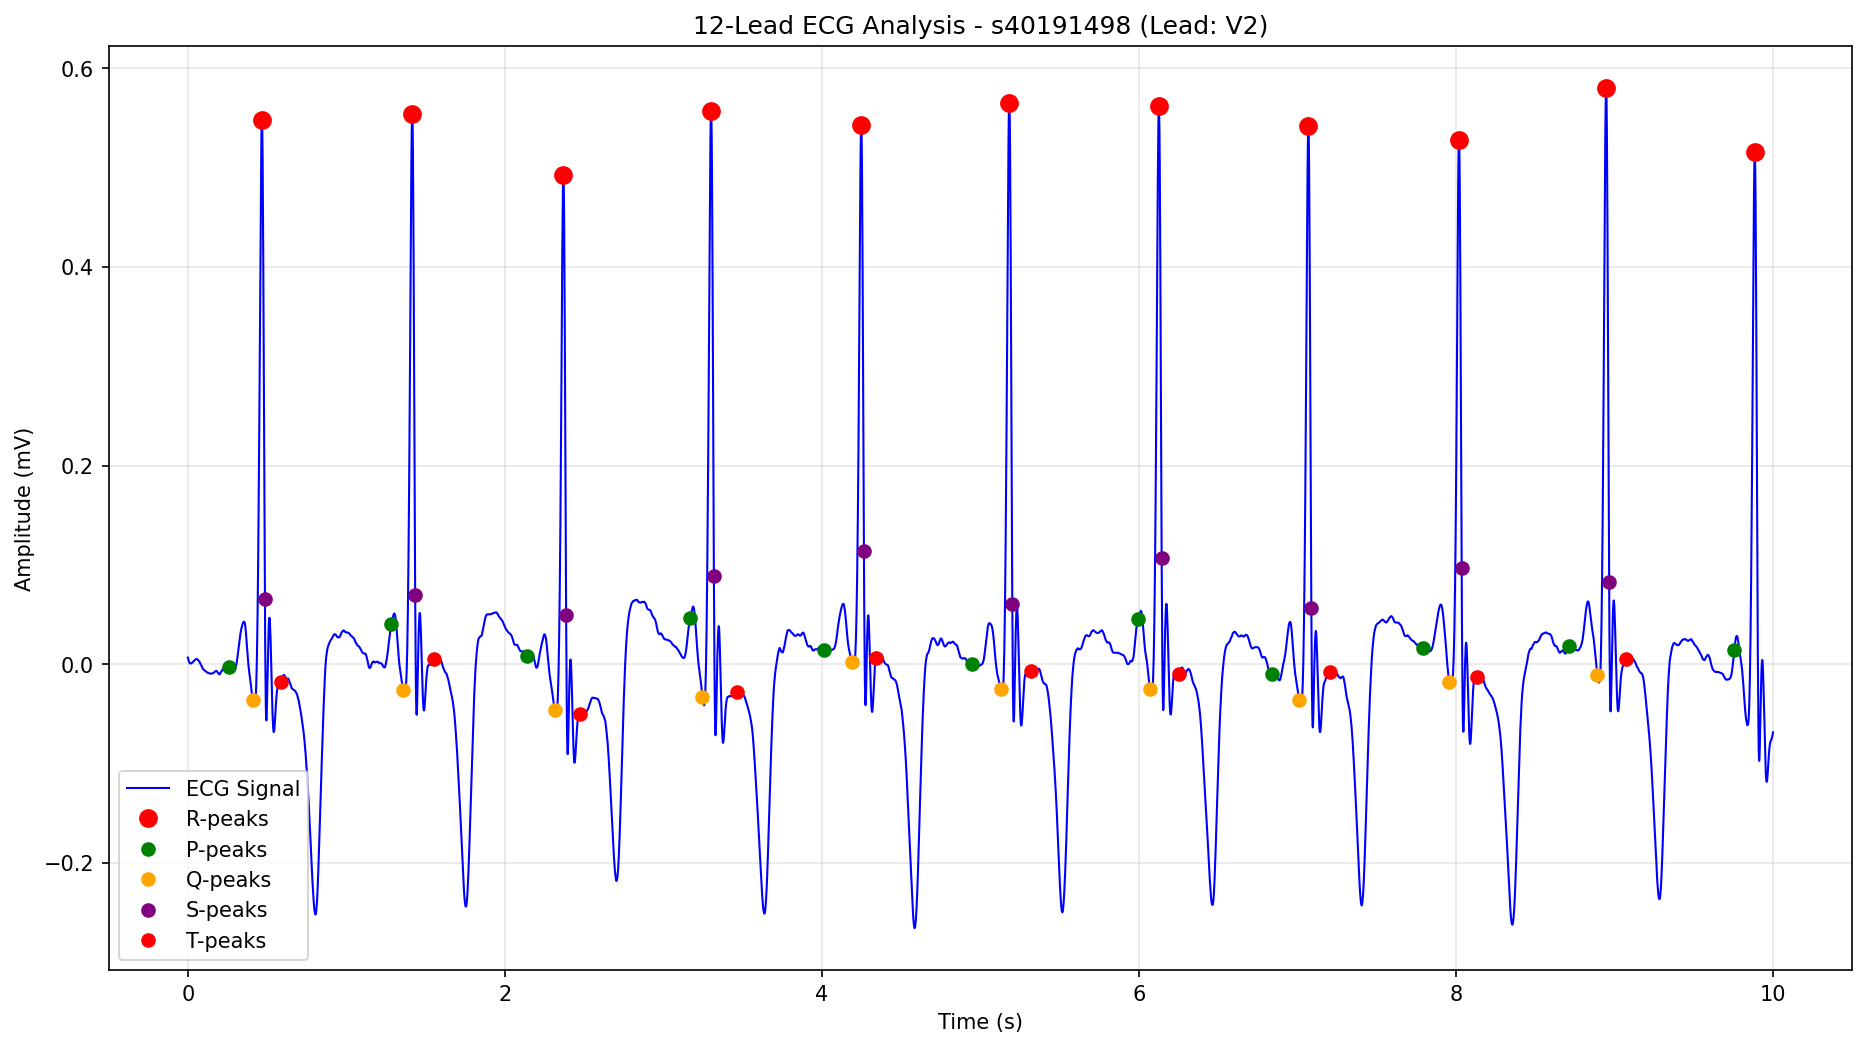 12-Lead ECG Analysis - s40191498 (Lead: V2)
Amplitude (mV)
0.6
0.4
0.2
0.0
−0.2
ECG Signal
R-peaks
P-peaks
Q-peaks
S-peaks
T-peaks
0 2 4 6 8 10
Time (s)